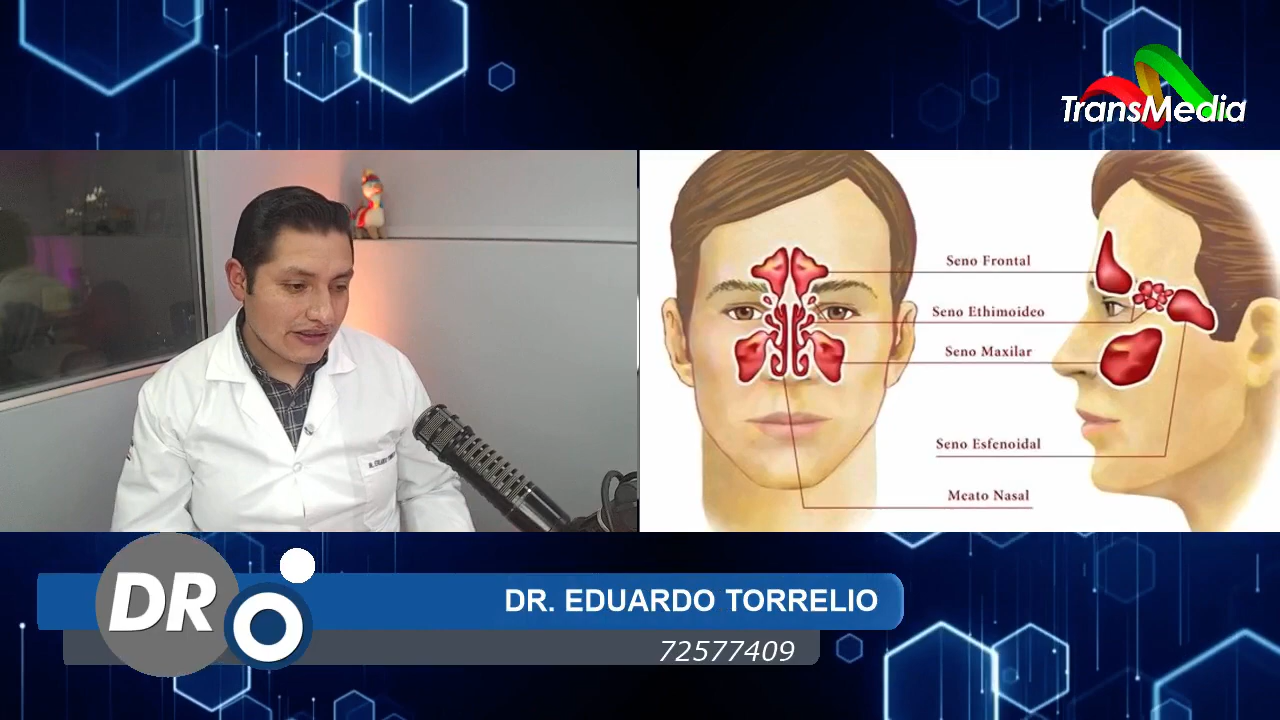 TransMedia
Seno Frontal
Seno Ethimoideo
Seno Maxilar
Seno Esfenoidal
Meato Nasal
DR
DR. EDUARDO TORRELIO
72577409